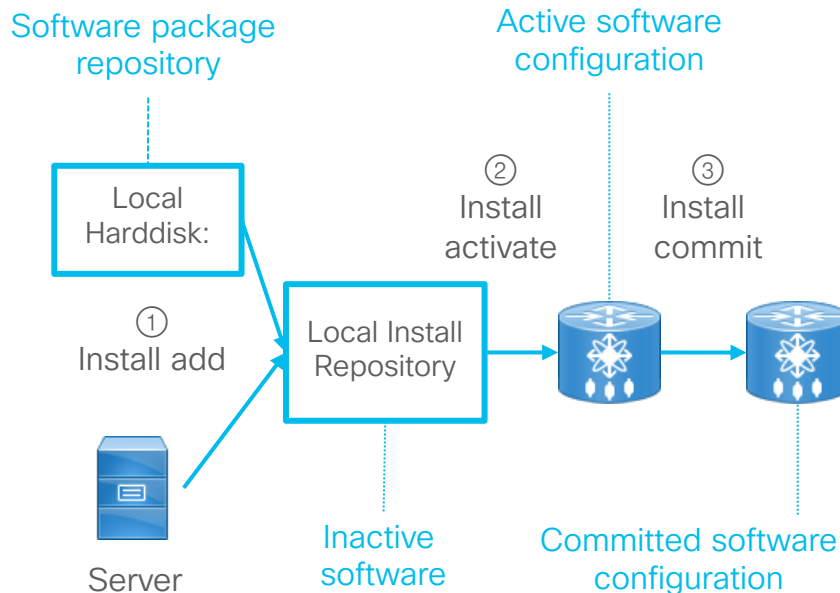 Software package
repository
Active software
configuration
Local
Harddisk:
②
Install
activate
③
Install
commit
①
Install add
Local Install
Repository
Server
Inactive
software
Committed software
configuration